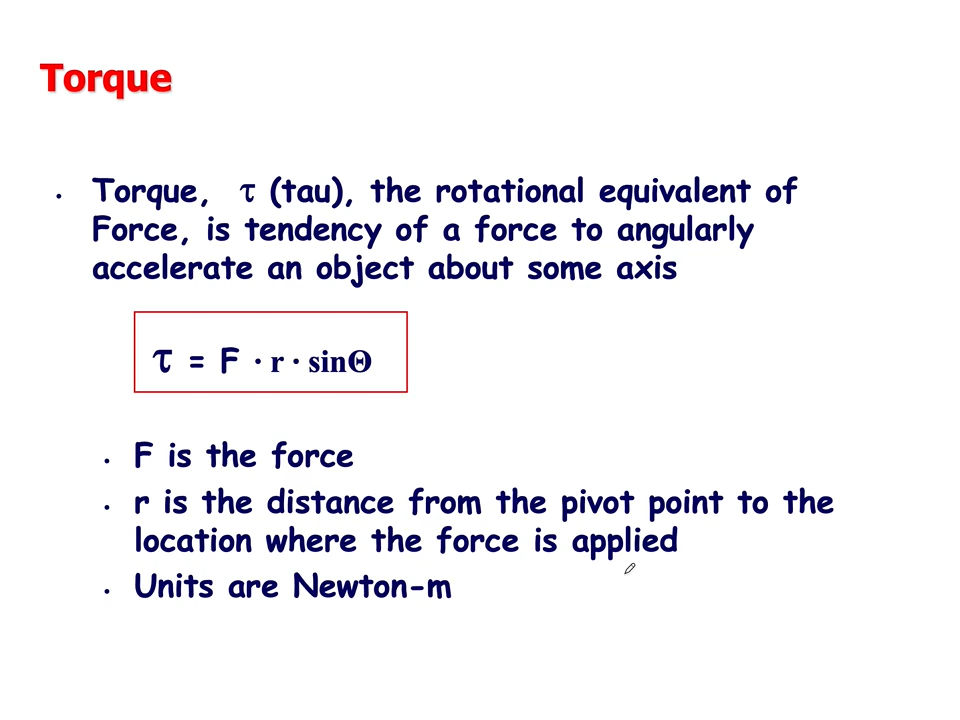 Torque
• Torque, τ (tau), the rotational equivalent of
Force, is tendency of a force to angularly
accelerate an object about some axis
τ = F · r · sinΘ
• F is the force
• r is the distance from the pivot point to the
location where the force is applied
• Units are Newton-m